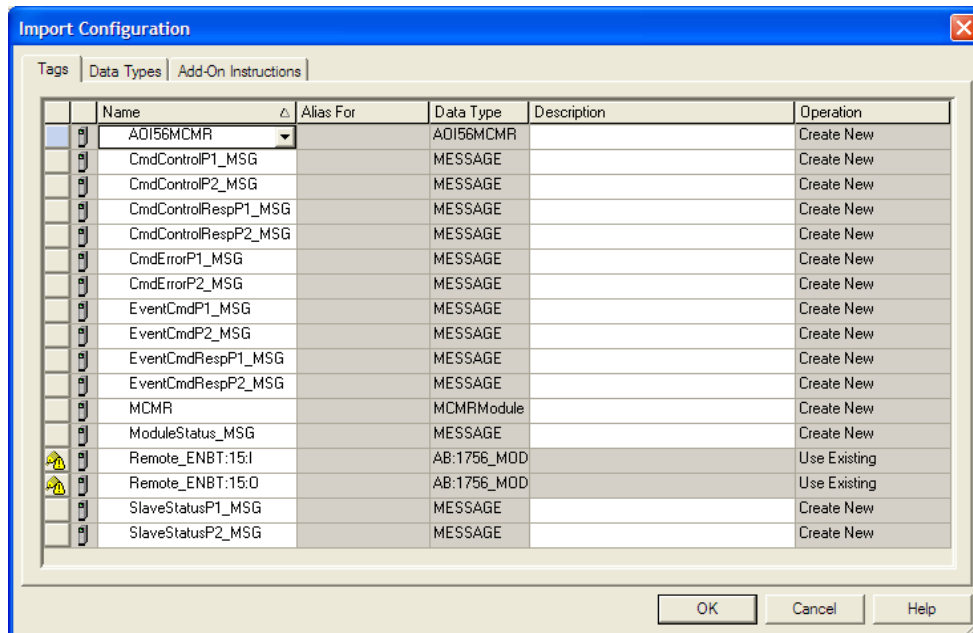 Import Configuration
Tags Data Types Add-On Instructions
Name Alias For Data Type Description Operation
AOI56MCMR AOI56MCMR Create New
CmdControlP1_MSG MESSAGE Create New
CmdControlP2_MSG MESSAGE Create New
CmdControlRespP1_MSG MESSAGE Create New
CmdControlRespP2_MSG MESSAGE Create New
CmdErrorP1_MSG MESSAGE Create New
CmdErrorP2_MSG MESSAGE Create New
EventCmdP1_MSG MESSAGE Create New
EventCmdP2_MSG MESSAGE Create New
EventCmdRespP1_MSG MESSAGE Create New
EventCmdRespP2_MSG MESSAGE Create New
MCMR MCMRModule Create New
ModuleStatus_MSG MESSAGE Create New
Remote_ENBT:15:I AB:1756_MOD Use Existing
Remote_ENBT:15:O AB:1756_MOD Use Existing
SlaveStatusP1_MSG MESSAGE Create New
SlaveStatusP2_MSG MESSAGE Create New
OK Cancel Help